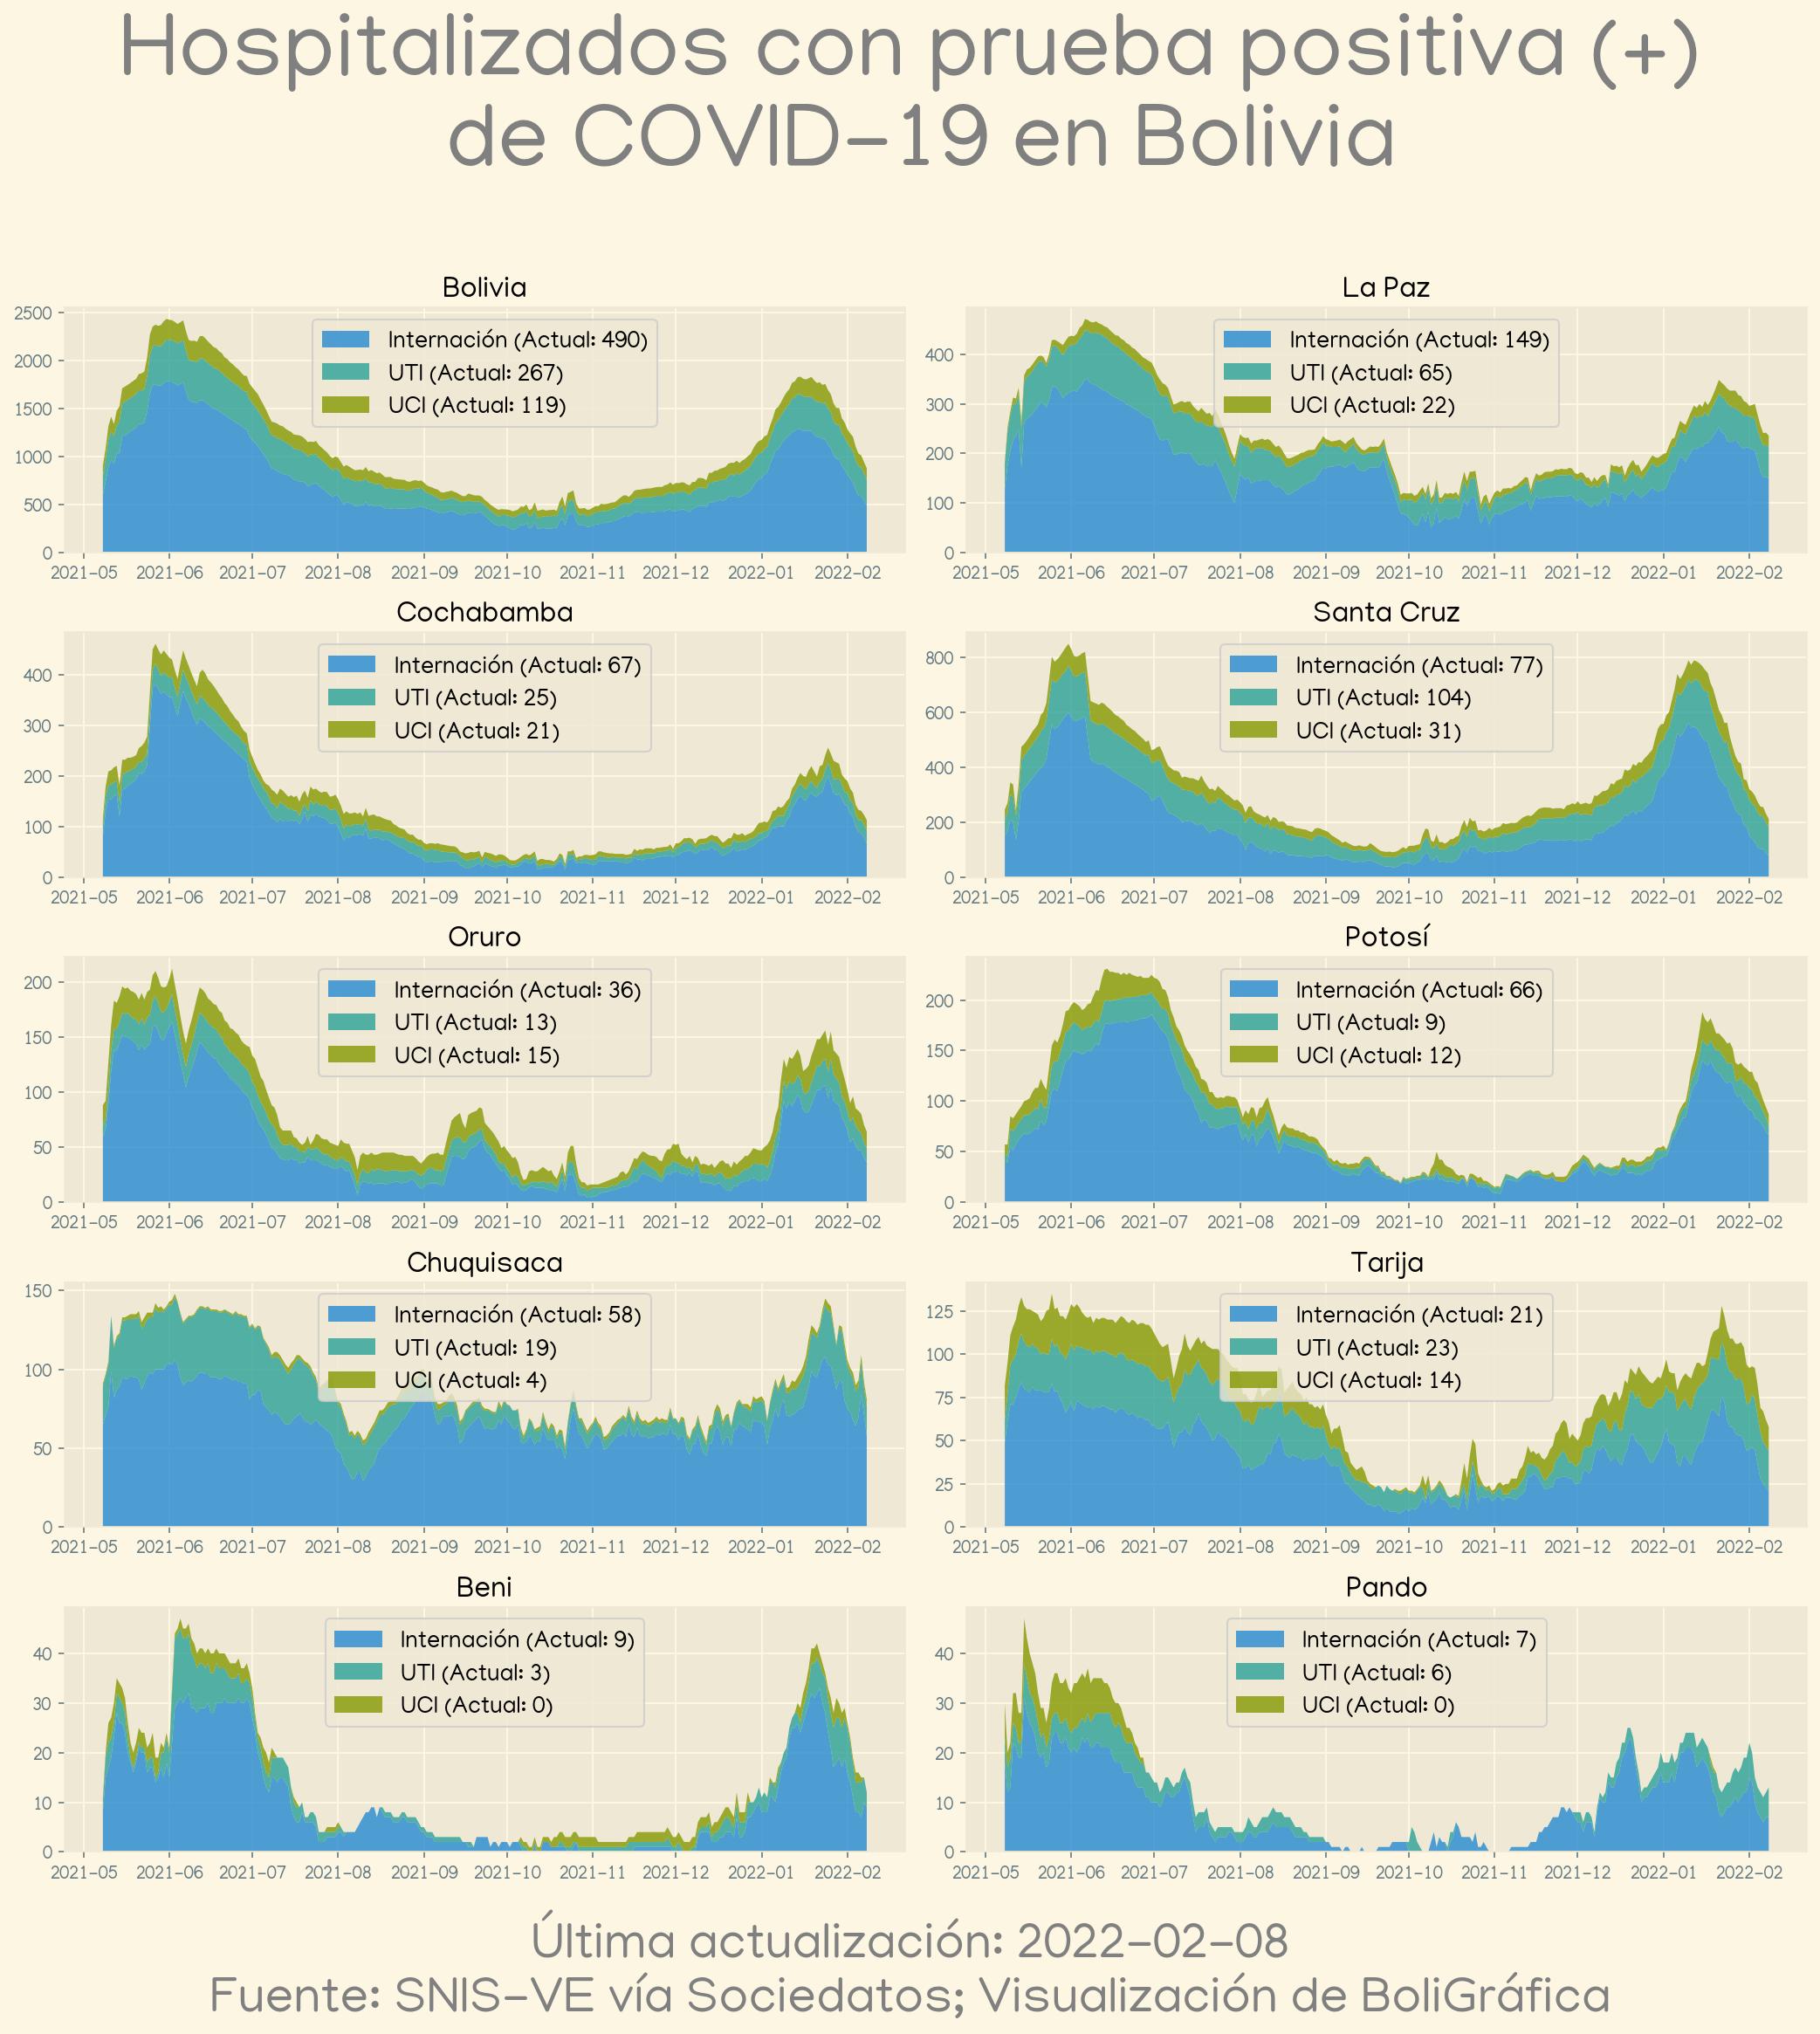 Hospitalizados con prueba positiva (+)
de COVID-19 en Bolivia
Bolivia
2500
2000
1500
1000
500
0
Internación (Actual: 490)
UTI (Actual: 267)
UCI (Actual: 119)
2021-05 2021-06 2021-07 2021-08 2021-09 2021-10 2021-11 2021-12 2022-01 2022-02
La Paz
400
300
200
100
0
Internación (Actual: 149)
UTI (Actual: 65)
UCI (Actual: 22)
2021-05 2021-06 2021-07 2021-08 2021-09 2021-10 2021-11 2021-12 2022-01 2022-02
Cochabamba
400
300
200
100
0
Internación (Actual: 67)
UTI (Actual: 25)
UCI (Actual: 21)
2021-05 2021-06 2021-07 2021-08 2021-09 2021-10 2021-11 2021-12 2022-01 2022-02
Santa Cruz
800
600
400
200
0
Internación (Actual: 77)
UTI (Actual: 104)
UCI (Actual: 31)
2021-05 2021-06 2021-07 2021-08 2021-09 2021-10 2021-11 2021-12 2022-01 2022-02
Oruro
200
150
100
50
0
Internación (Actual: 36)
UTI (Actual: 13)
UCI (Actual: 15)
2021-05 2021-06 2021-07 2021-08 2021-09 2021-10 2021-11 2021-12 2022-01 2022-02
Potosí
200
150
100
50
0
Internación (Actual: 66)
UTI (Actual: 9)
UCI (Actual: 12)
2021-05 2021-06 2021-07 2021-08 2021-09 2021-10 2021-11 2021-12 2022-01 2022-02
Chuquisaca
150
100
50
0
Internación (Actual: 58)
UTI (Actual: 19)
UCI (Actual: 4)
2021-05 2021-06 2021-07 2021-08 2021-09 2021-10 2021-11 2021-12 2022-01 2022-02
Tarija
125
100
75
50
25
0
Internación (Actual: 21)
UTI (Actual: 23)
UCI (Actual: 14)
2021-05 2021-06 2021-07 2021-08 2021-09 2021-10 2021-11 2021-12 2022-01 2022-02
Beni
40
30
20
10
0
Internación (Actual: 9)
UTI (Actual: 3)
UCI (Actual: 0)
2021-05 2021-06 2021-07 2021-08 2021-09 2021-10 2021-11 2021-12 2022-01 2022-02
Pando
40
30
20
10
0
Internación (Actual: 7)
UTI (Actual: 6)
UCI (Actual: 0)
2021-05 2021-06 2021-07 2021-08 2021-09 2021-10 2021-11 2021-12 2022-01 2022-02
Última actualización: 2022-02-08
Fuente: SNIS-VE vía Sociedatos; Visualización de BoliGráfica